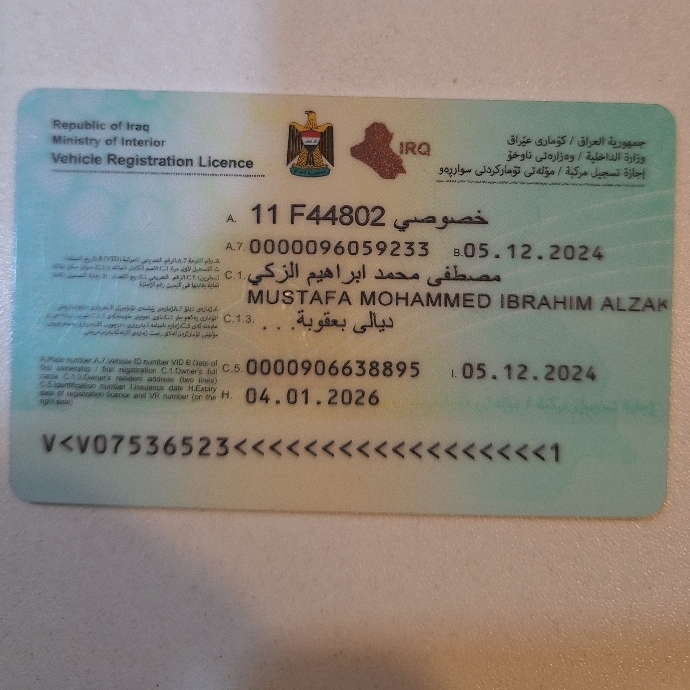 Republic of Iraq
Ministry of Interior
Vehicle Registration Licence
IRQ
جمهورية العراق / كۆماری عێراق
وزارة الداخلية / وەزارەتی ناوخۆ
إجازة تسجيل مركبة / مۆڵەتی تۆمارکردنی سواریەو
A. 11 F44802 خصوصي
A.7. 0000096059233 B. 05.12.2024
C.1. مصطفى محمد ابراهيم الزكي
MUSTAFA MOHAMMED IBRAHIM ALZAK
C.1.3. ديالى بعقوبة. . .
A.Plate number A.7.Vehicle ID number VID B.Date of
first ownership / first registration C.1.Owner's full
name C.1.3.Owner's resident address (two lines)
C.5.Identification number I.Issuance date H.Expiry
date of registration licence and VR number (on the
right side)
C.5. 0000906638895 I. 05.12.2024
H. 04.01.2026
V<V07536523<<<<<<<<<<<<<<<<<<<1